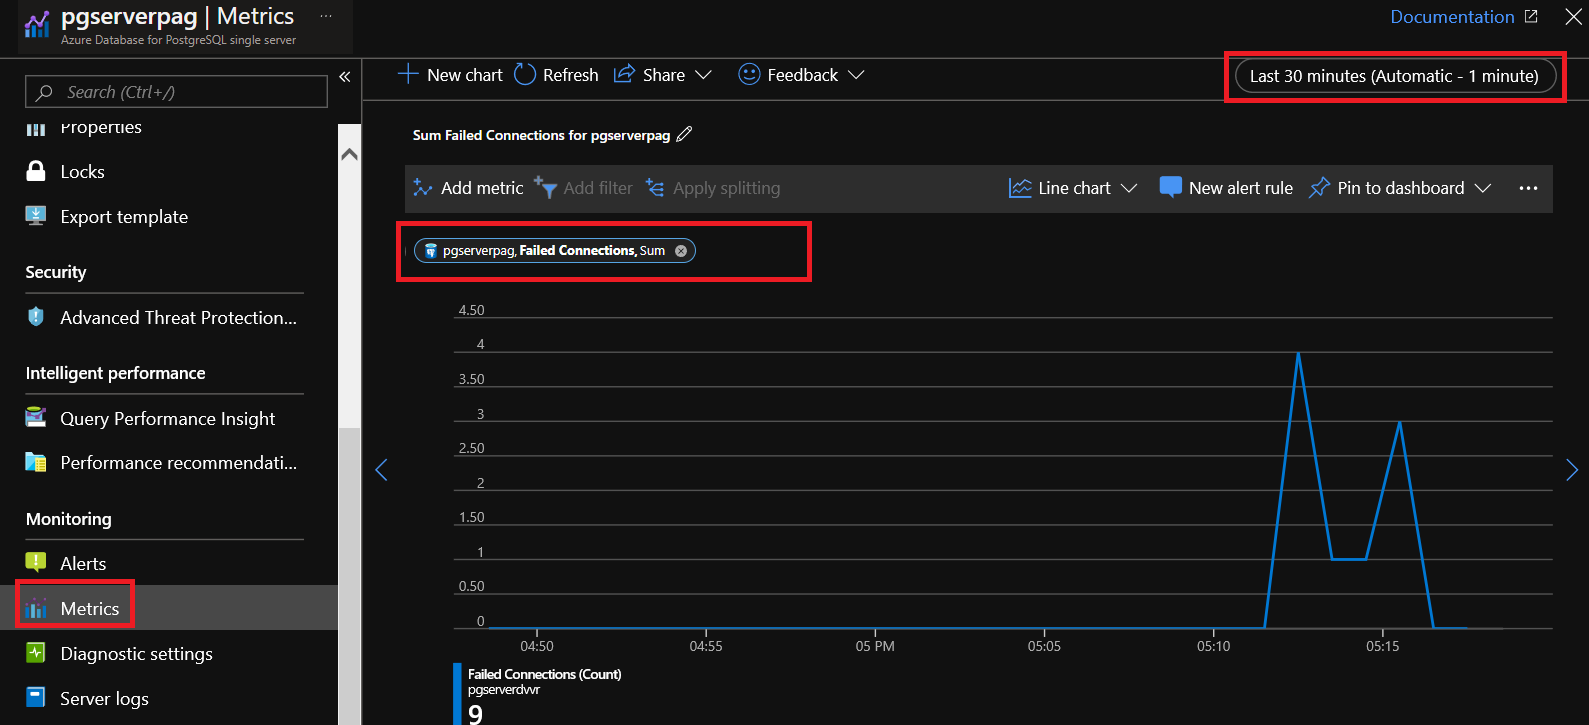 pgserverpag | Metrics ...
Azure Database for PostgreSQL single server
Documentation
Search (Ctrl+/)
Properties
Locks
Export template
Security
Advanced Threat Protection...
Intelligent performance
Query Performance Insight
Performance recommendati...
Monitoring
Alerts
Metrics
Diagnostic settings
Server logs
New chart Refresh Share Feedback
Last 30 minutes (Automatic - 1 minute)
Sum Failed Connections for pgserverpag
Add metric Add filter Apply splitting Line chart New alert rule Pin to dashboard ...
pgserverpag, Failed Connections, Sum
4.50
4
3.50
3
2.50
2
1.50
1
0.50
0
04:50 04:55 05 PM 05:05 05:10 05:15
Failed Connections (Count)
pgserverdvvr
9